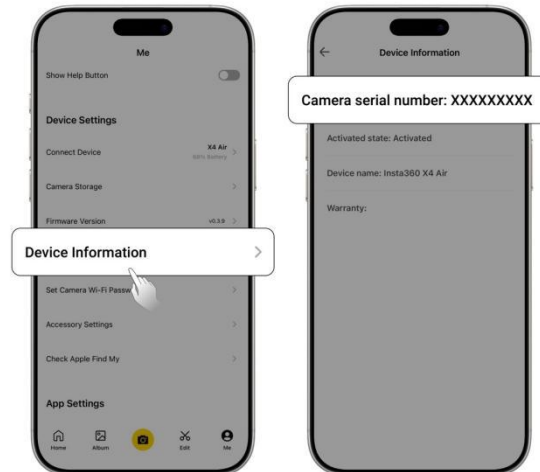 Me
Show Help Button
Device Settings
Connect Device
X4 Air
Camera Storage
Firmware Version
v0.3.9
Device Information
Set Camera Wi-Fi Passw
Accessory Settings
Check Apple Find My
App Settings
Home
Album
Edit
Me
Device Information
Camera serial number: XXXXXXXXX
Activated state: Activated
Device name: Insta360 X4 Air
Warranty: